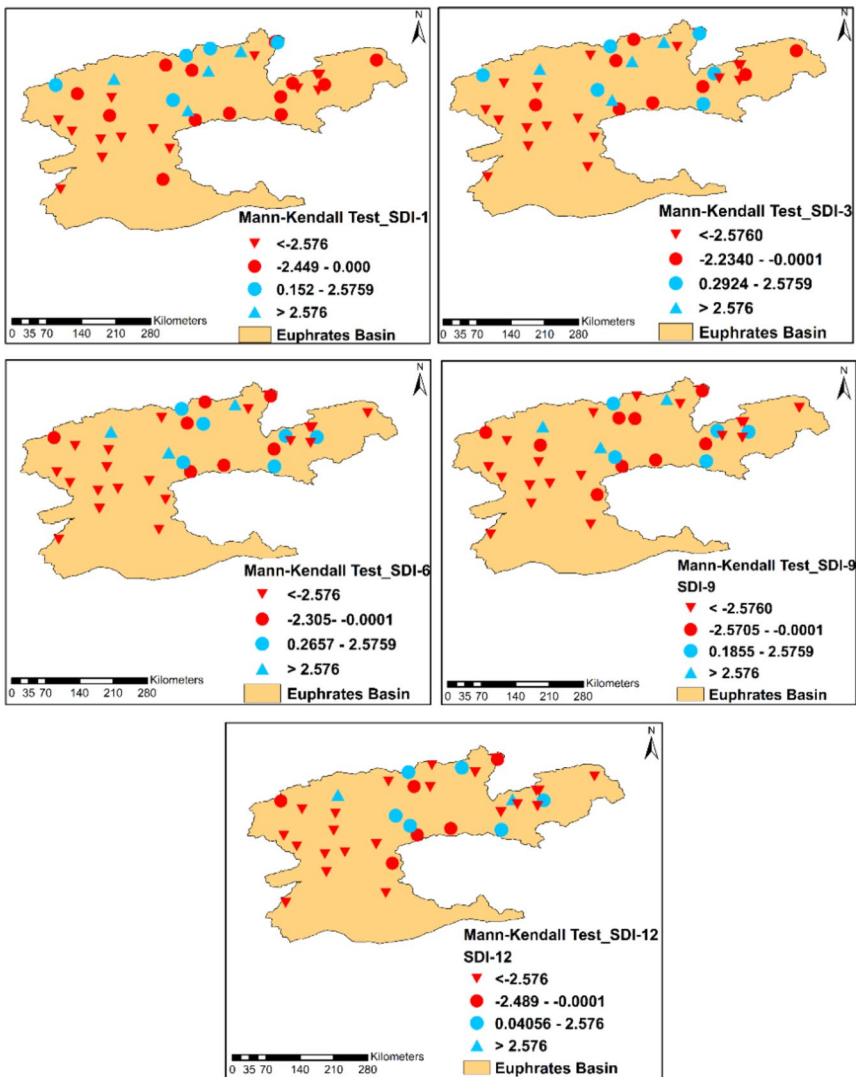 N
Mann-Kendall Test_SDI-1
<-2.576
-2.449 - 0.000
0.152 - 2.5759
> 2.576
Euphrates Basin
Kilometers
0 35 70 140 210 280
N
Mann-Kendall Test_SDI-3
<-2.5760
-2.2340 - -0.0001
0.2924 - 2.5759
> 2.576
Euphrates Basin
Kilometers
0 35 70 140 210 280
N
Mann-Kendall Test_SDI-6
<-2.576
-2.305- -0.0001
0.2657 - 2.5759
> 2.576
Euphrates Basin
Kilometers
0 35 70 140 210 280
N
Mann-Kendall Test_SDI-9
SDI-9
< -2.5760
-2.5705 - -0.0001
0.1855 - 2.5759
> 2.576
Euphrates Basin
Kilometers
0 35 70 140 210 280
N
Mann-Kendall Test_SDI-12
SDI-12
<-2.576
-2.489 - -0.0001
0.04056 - 2.576
> 2.576
Euphrates Basin
Kilometers
0 35 70 140 210 280